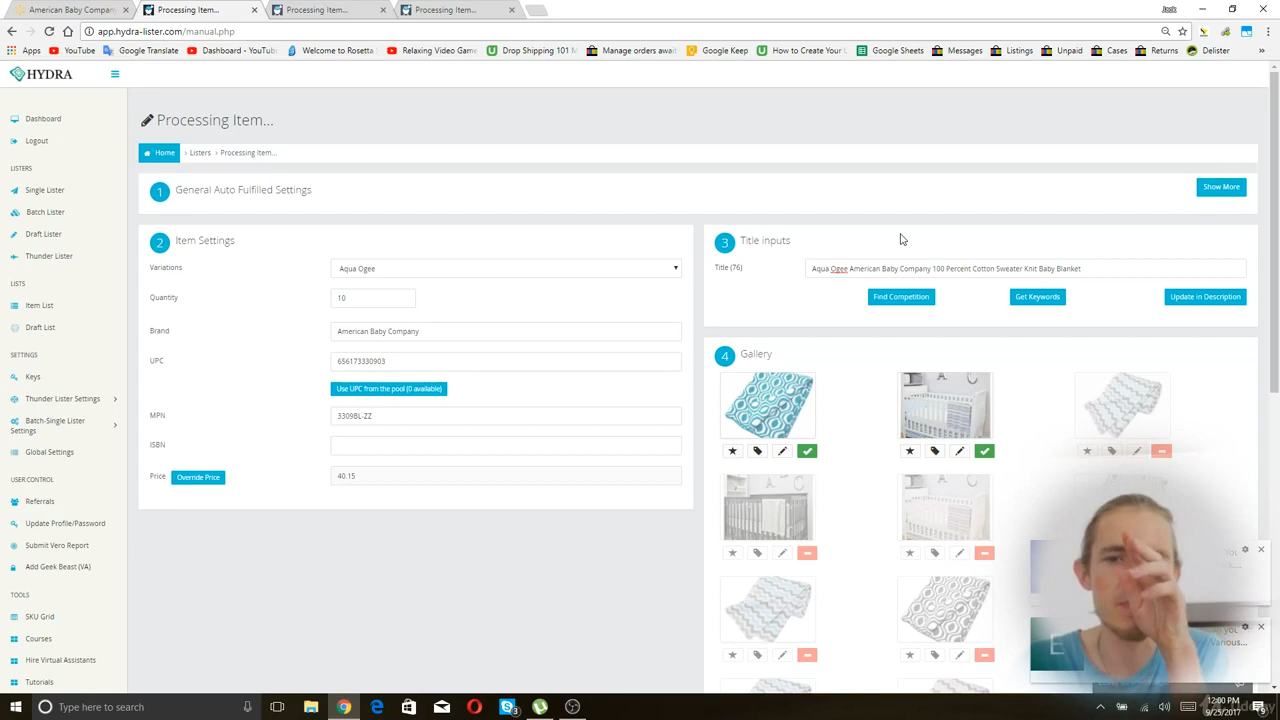 American Baby Company
Processing Item...
Processing Item...
Processing Item...
app.hydra-lister.com/manual.php
Apps
YouTube
Google Translate
Dashboard - YouTube
Welcome to Rosetta
Relaxing Video Game
Drop Shipping 101 M
Manage orders await
Google Keep
How to Create Your
Google Sheets
Messages
Listings
Unpaid
Cases
Returns
Delister
HYDRA
Dashboard
Logout
LISTERS
Single Lister
Batch Lister
Draft Lister
Thunder Lister
LISTS
Item List
Draft List
SETTINGS
Keys
Thunder Lister Settings
Batch-Single Lister
Settings
Global Settings
USER CONTROL
Referrals
Update Profile/Password
Submit Vero Report
Add Geek Beast (VA)
TOOLS
SKU Grid
Courses
Hire Virtual Assistants
Tutorials
Processing Item...
Home › Listers › Processing Item...
1 General Auto Fulfilled Settings
Show More
2 Item Settings
Variations Aqua Ogee
Quantity 10
Brand American Baby Company
UPC 656173330903
Use UPC from the pool (0 available)
MPN 3309BL-ZZ
ISBN
Price Override Price 40.15
3 Title inputs
Title (76) Aqua Ogee American Baby Company 100 Percent Cotton Sweater Knit Baby Blanket
Find Competition
Get Keywords
Update in Description
4 Gallery
Type here to search
12:00 PM
9/25/2017